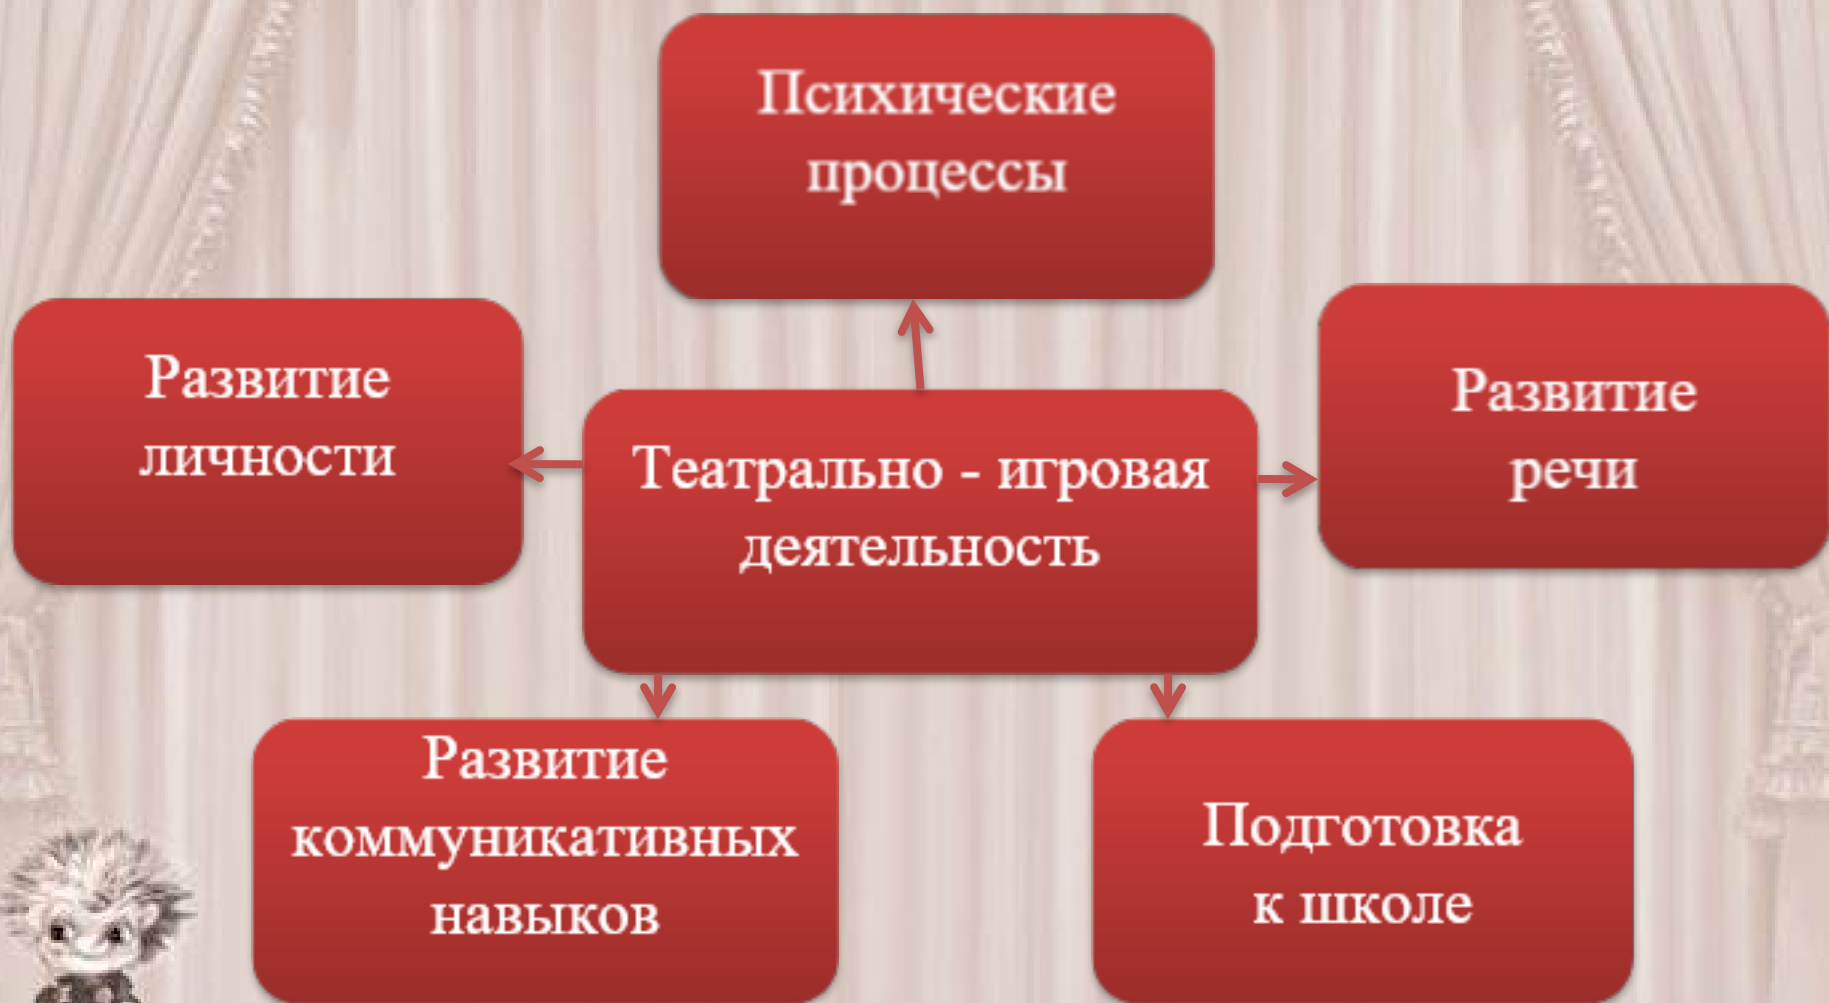 Психические
процессы
Развитие
личности
Театрально - игровая
деятельность
Развитие
речи
Развитие
коммуникативных
навыков
Подготовка
к школе